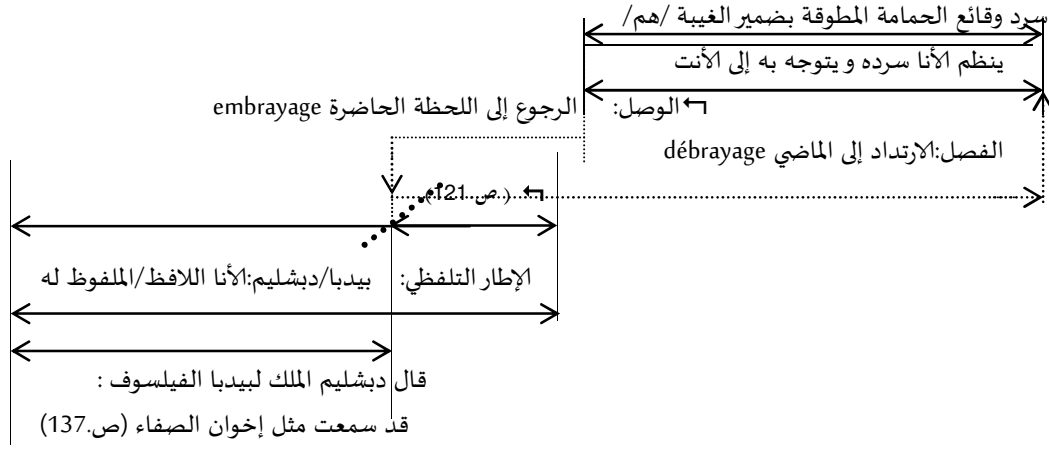 سرد وقائع الحمامة المطوقة بضمير الغيبة /هم/
ينظم الأنا سرده ويتوجه به إلى الأنت
الوصل: الرجوع إلى اللحظة الحاضرة embrayage
الفصل:الارتداد إلى الماضي débrayage
(ص 121)
الإطار التلفظي: بيدبا/دبشليم:الأنا اللافظ/الملفوظ له
قال دبشليم الملك لبيدبا الفيلسوف :
قد سمعت مثل إخوان الصفاء (ص.137)